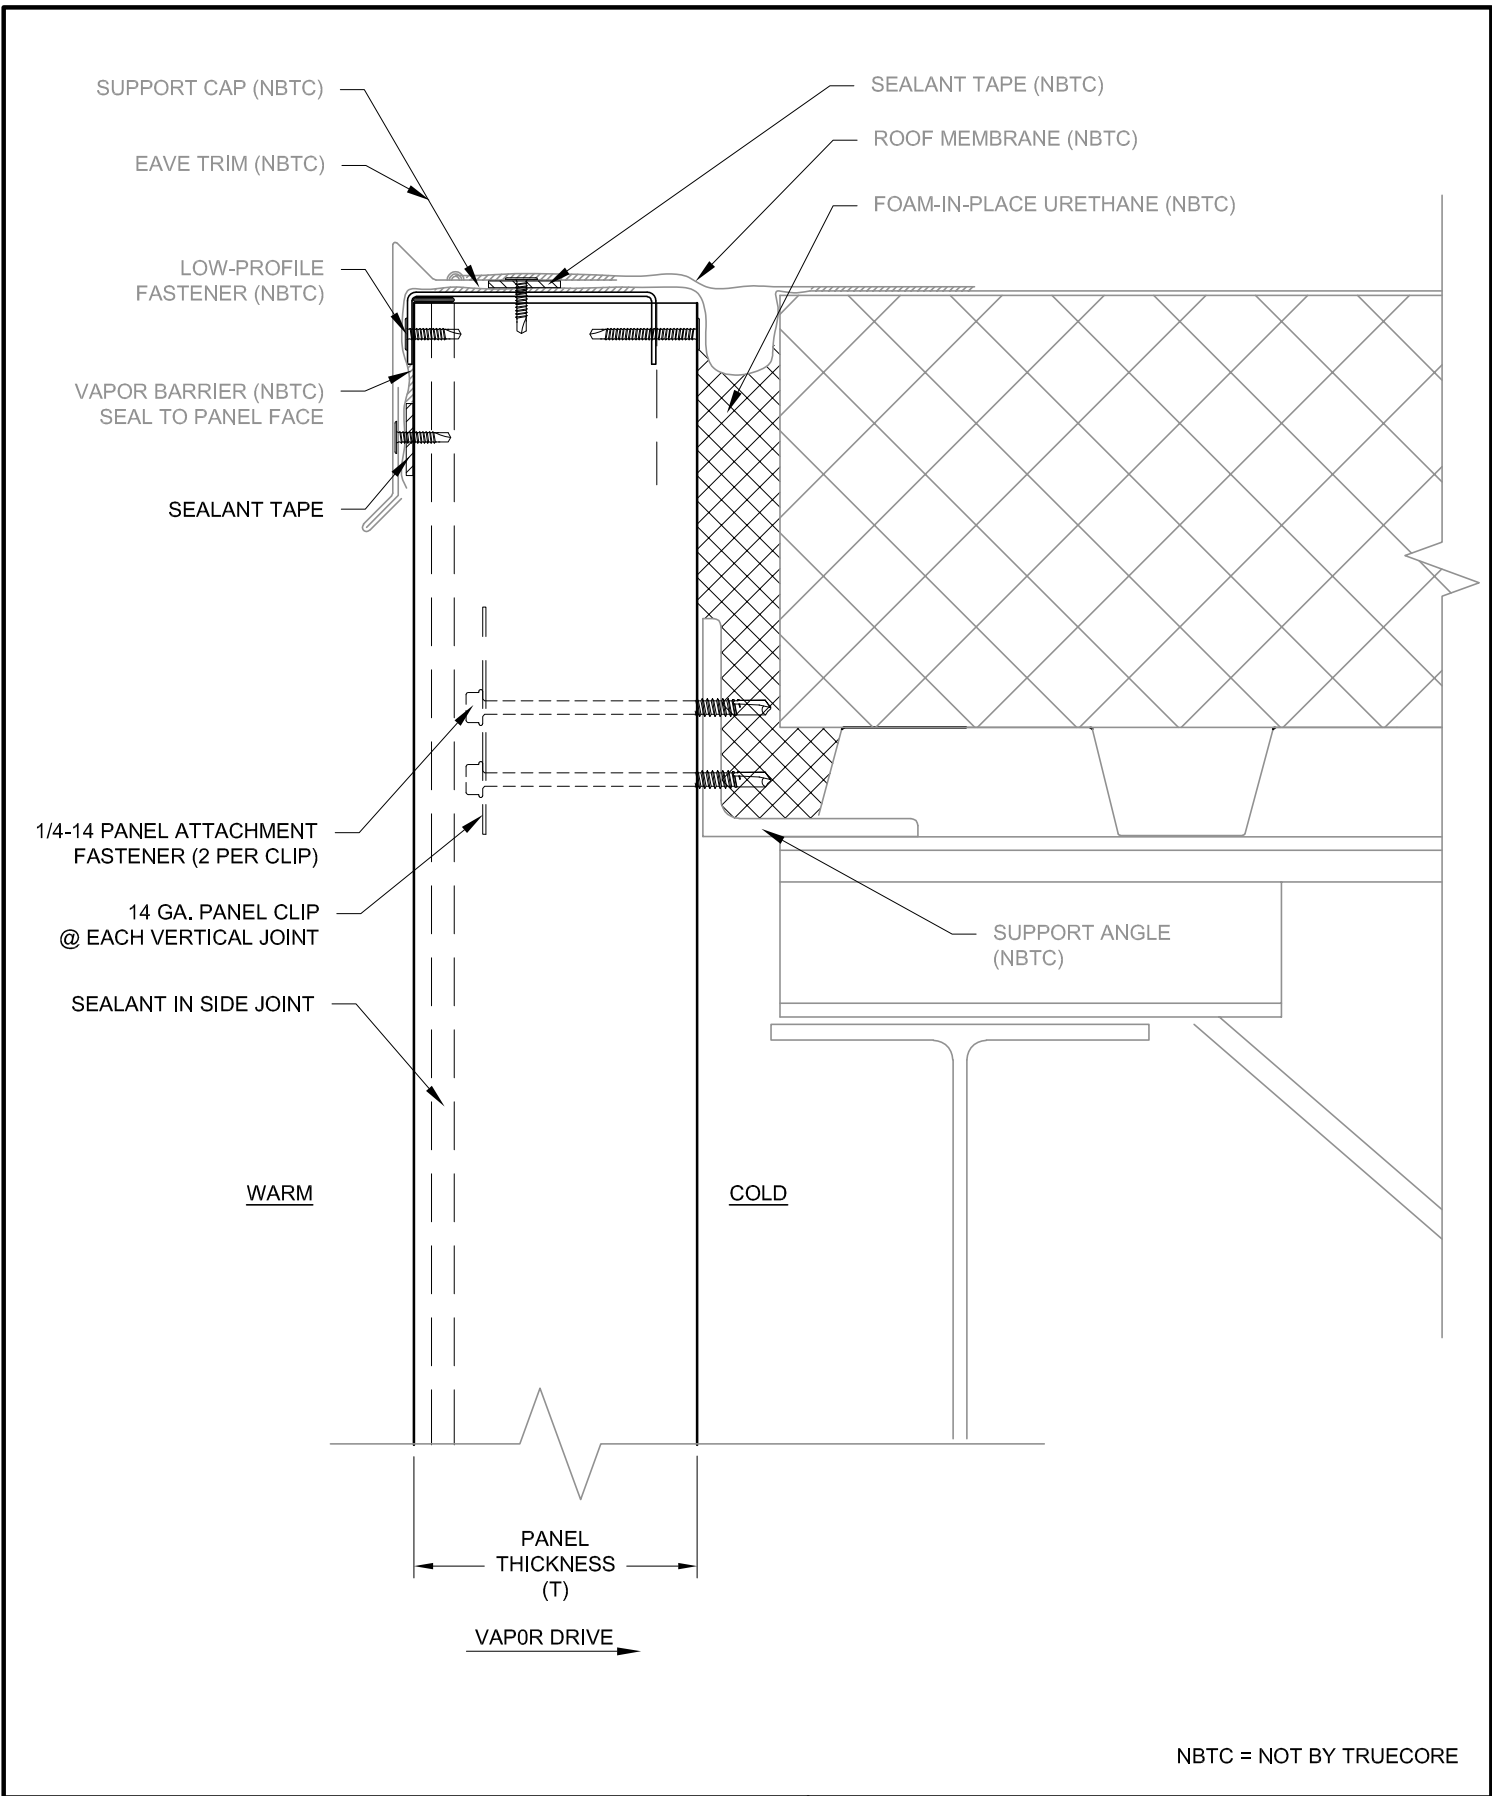 SUPPORT CAP (NBTC)
SEALANT TAPE (NBTC)
ROOF MEMBRANE (NBTC)
EAVE TRIM (NBTC)
FOAM-IN-PLACE URETHANE (NBTC)
LOW-PROFILE
FASTENER (NBTC)
VAPOR BARRIER (NBTC)
SEAL TO PANEL FACE
SEALANT TAPE
1/4-14 PANEL ATTACHMENT
FASTENER (2 PER CLIP)
14 GA. PANEL CLIP
@ EACH VERTICAL JOINT
SUPPORT ANGLE
(NBTC)
SEALANT IN SIDE JOINT
WARM
COLD
PANEL
THICKNESS
(T)
VAP0R DRIVE
NBTC = NOT BY TRUECORE